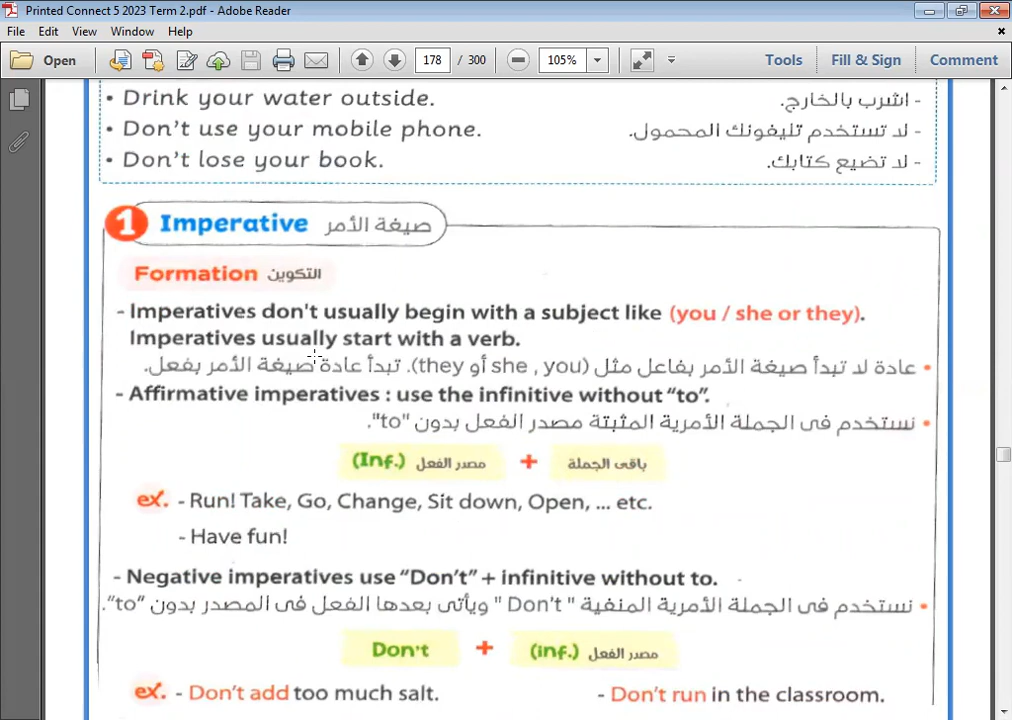 Printed Connect 5 2023 Term 2.pdf - Adobe Reader
File Edit View Window Help
Open 178 / 300 105% Tools Fill & Sign Comment
• Drink your water outside. - اشرب بالخارج.
• Don't use your mobile phone. - لا تستخدم تليفونك المحمول.
• Don't lose your book. - لا تضيع كتابك.
1 Imperative صيغة الأمر
Formation التكوين
- Imperatives don't usually begin with a subject like (you / she or they).
Imperatives usually start with a verb.
• عادة لا تبدأ صيغة الأمر بفاعل مثل (they أو she , you). تبدأ عادة صيغة الأمر بفعل.
- Affirmative imperatives : use the infinitive without "to".
• نستخدم فى الجملة الأمرية المثبتة مصدر الفعل بدون "to".
(Inf.) مصدر الفعل + باقى الجملة
ex. - Run! Take, Go, Change, Sit down, Open, ... etc.
- Have fun!
- Negative imperatives use "Don't" + infinitive without to.
• نستخدم فى الجملة الأمرية المنفية " Don't " ويأتى بعدها الفعل فى المصدر بدون "to".
Don't + (inf.) مصدر الفعل
ex. - Don't add too much salt. - Don't run in the classroom.